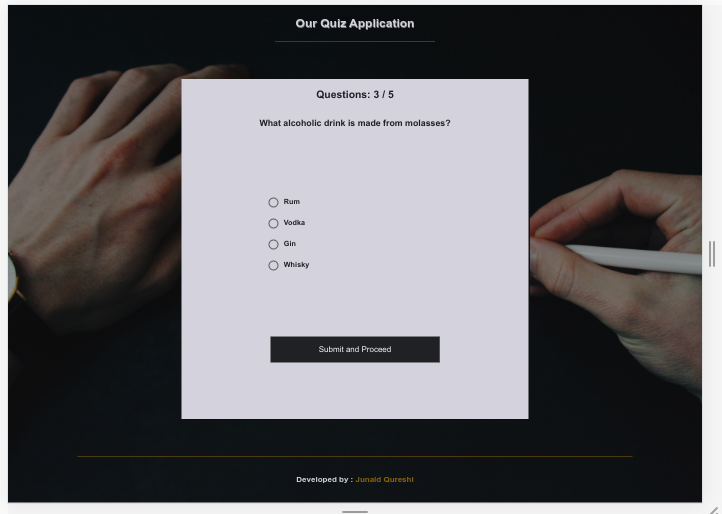 Our Quiz Application
Questions: 3 / 5
What alcoholic drink is made from molasses?
Rum
Vodka
Gin
Whisky
Submit and Proceed
Developed by : Junaid Qureshi